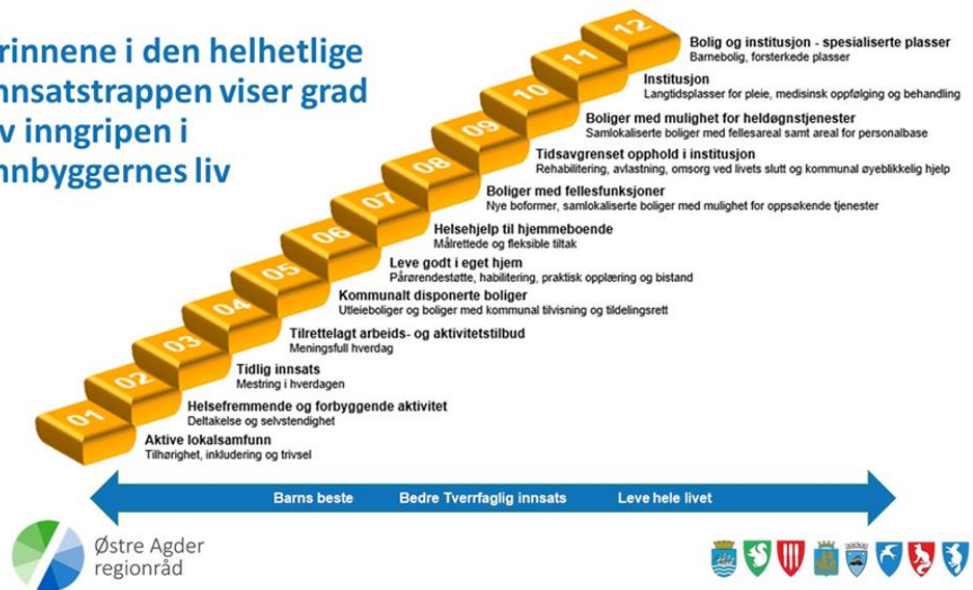 rinnene i den helhetlige
nnsatstrappen viser grad
v inngripen i
nnbyggernes liv
12
Bolig og institusjon - spesialiserte plasser
Barnebolig, forsterkede plasser
11
Institusjon
Langtidsplasser for pleie, medisinsk oppfølging og behandling
10
Boliger med mulighet for heldøgnstjenester
Samlokaliserte boliger med fellesareal samt areal for personalbase
09
Tidsavgrenset opphold i institusjon
Rehabilitering, avlastning, omsorg ved livets slutt og kommunal øyeblikkelig hjelp
08
Boliger med fellesfunksjoner
Nye boformer, samlokaliserte boliger med mulighet for oppsøkende tjenester
07
Helsehjelp til hjemmeboende
Målrettede og fleksible tiltak
06
Leve godt i eget hjem
Pårørendestøtte, habilitering, praktisk opplæring og bistand
05
Kommunalt disponerte boliger
Utleieboliger og boliger med kommunal tilvisning og tildelingsrett
04
Tilrettelagt arbeids- og aktivitetstilbud
Meningsfull hverdag
03
Tidlig innsats
Mestring i hverdagen
02
Helsefremmende og forbyggende aktivitet
Deltakelse og selvstendighet
01
Aktive lokalsamfunn
Tilhørighet, inkludering og trivsel
Barns beste Bedre Tverrfaglig innsats Leve hele livet
Østre Agder
regionråd